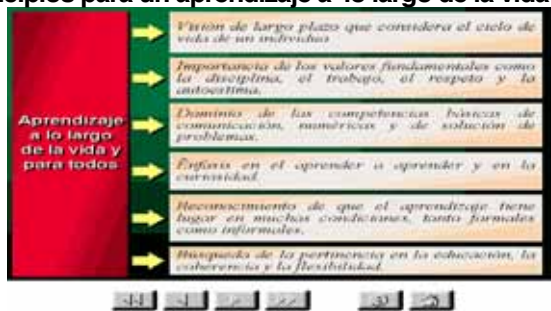 cipios para un aprendizaje a lo largo de la vida
Aprendizaje
a lo largo
de la vida y
para todos
Visión de largo plazo que considera el ciclo de
vida de un individuo
Importancia de los valores fundamentales como
la disciplina, el trabajo, el respeto y la
autoestima.
Dominio de las competencias básicas de
comunicación, numéricas y de solución de
problemas.
Énfasis en el aprender a aprender y en la
curiosidad.
Reconocimiento de que el aprendizaje tiene
lugar en muchas condiciones, tanto formales
como informales.
Búsqueda de la pertinencia en la educación, la
coherencia y la flexibilidad.